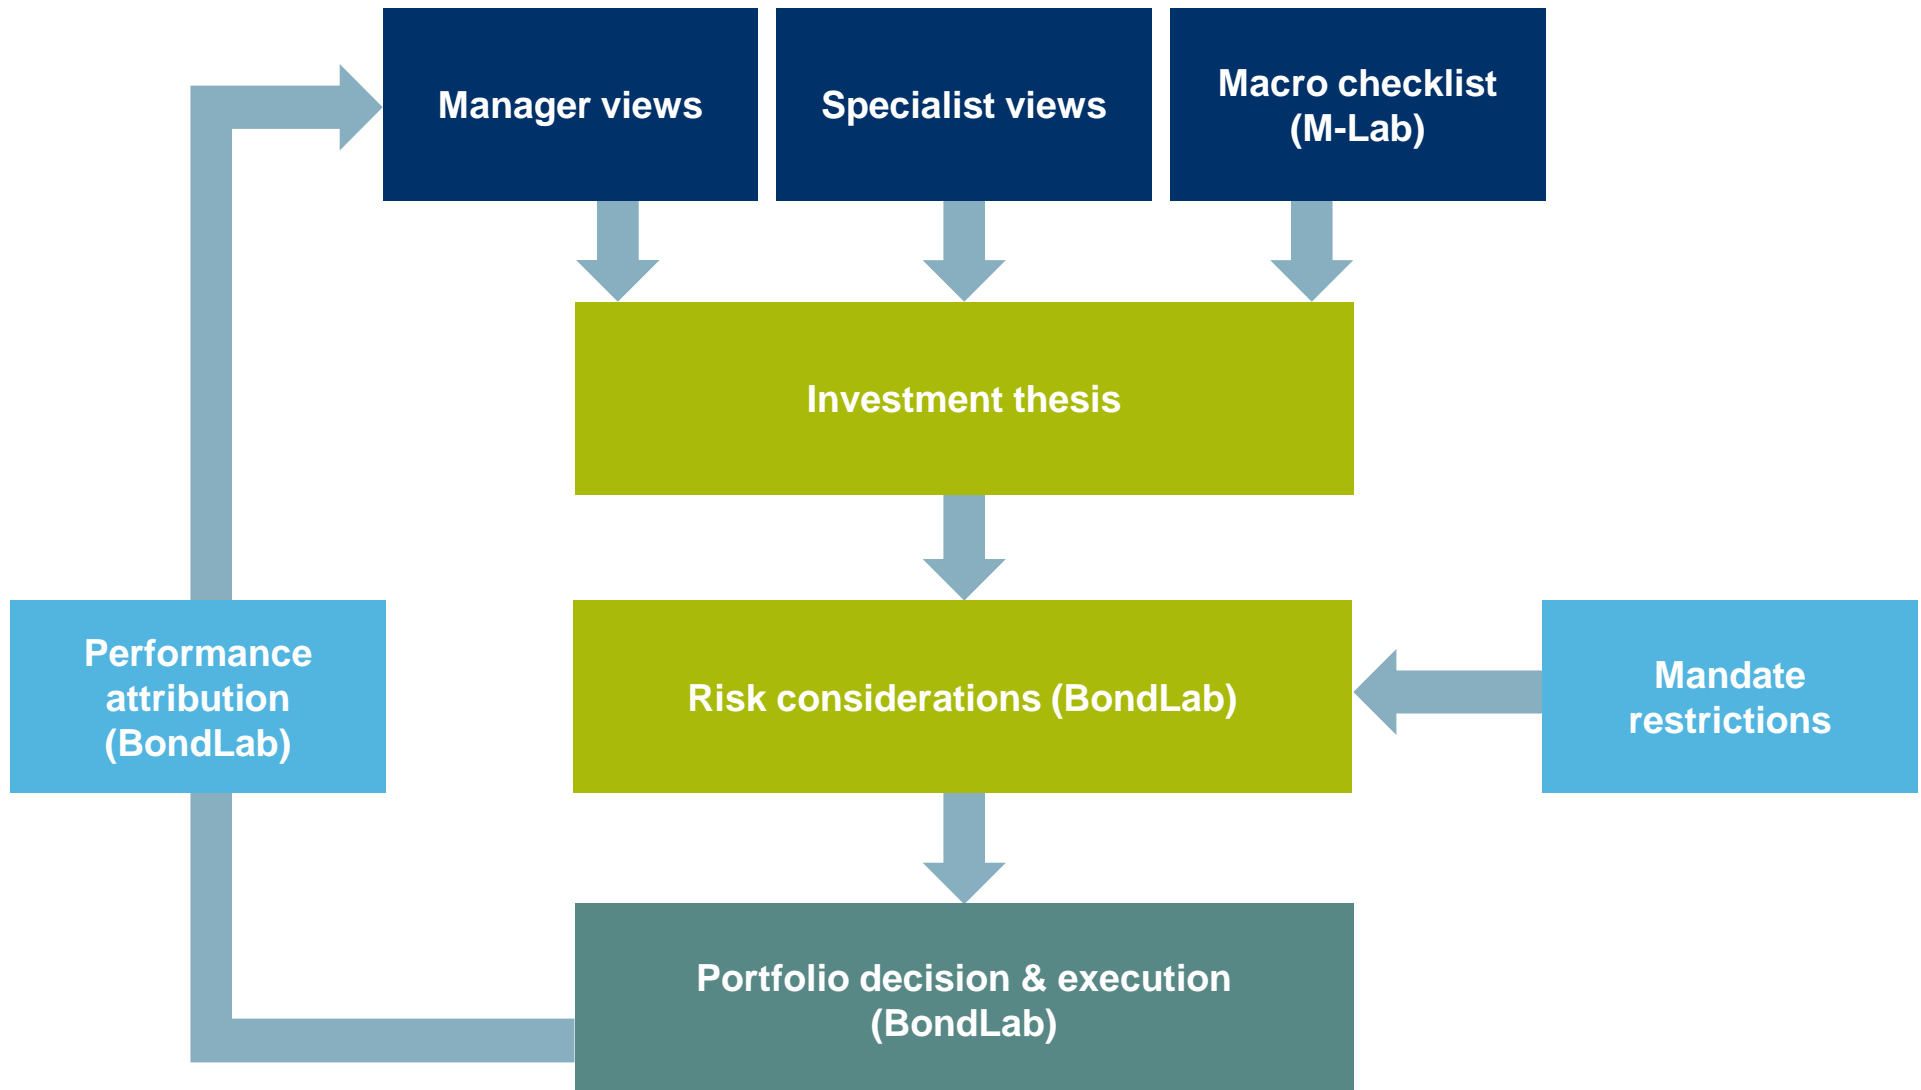 Manager views
Specialist views
Macro checklist
(M-Lab)
Investment thesis
Performance
attribution
(BondLab)
Risk considerations (BondLab)
Mandate
restrictions
Portfolio decision & execution
(BondLab)